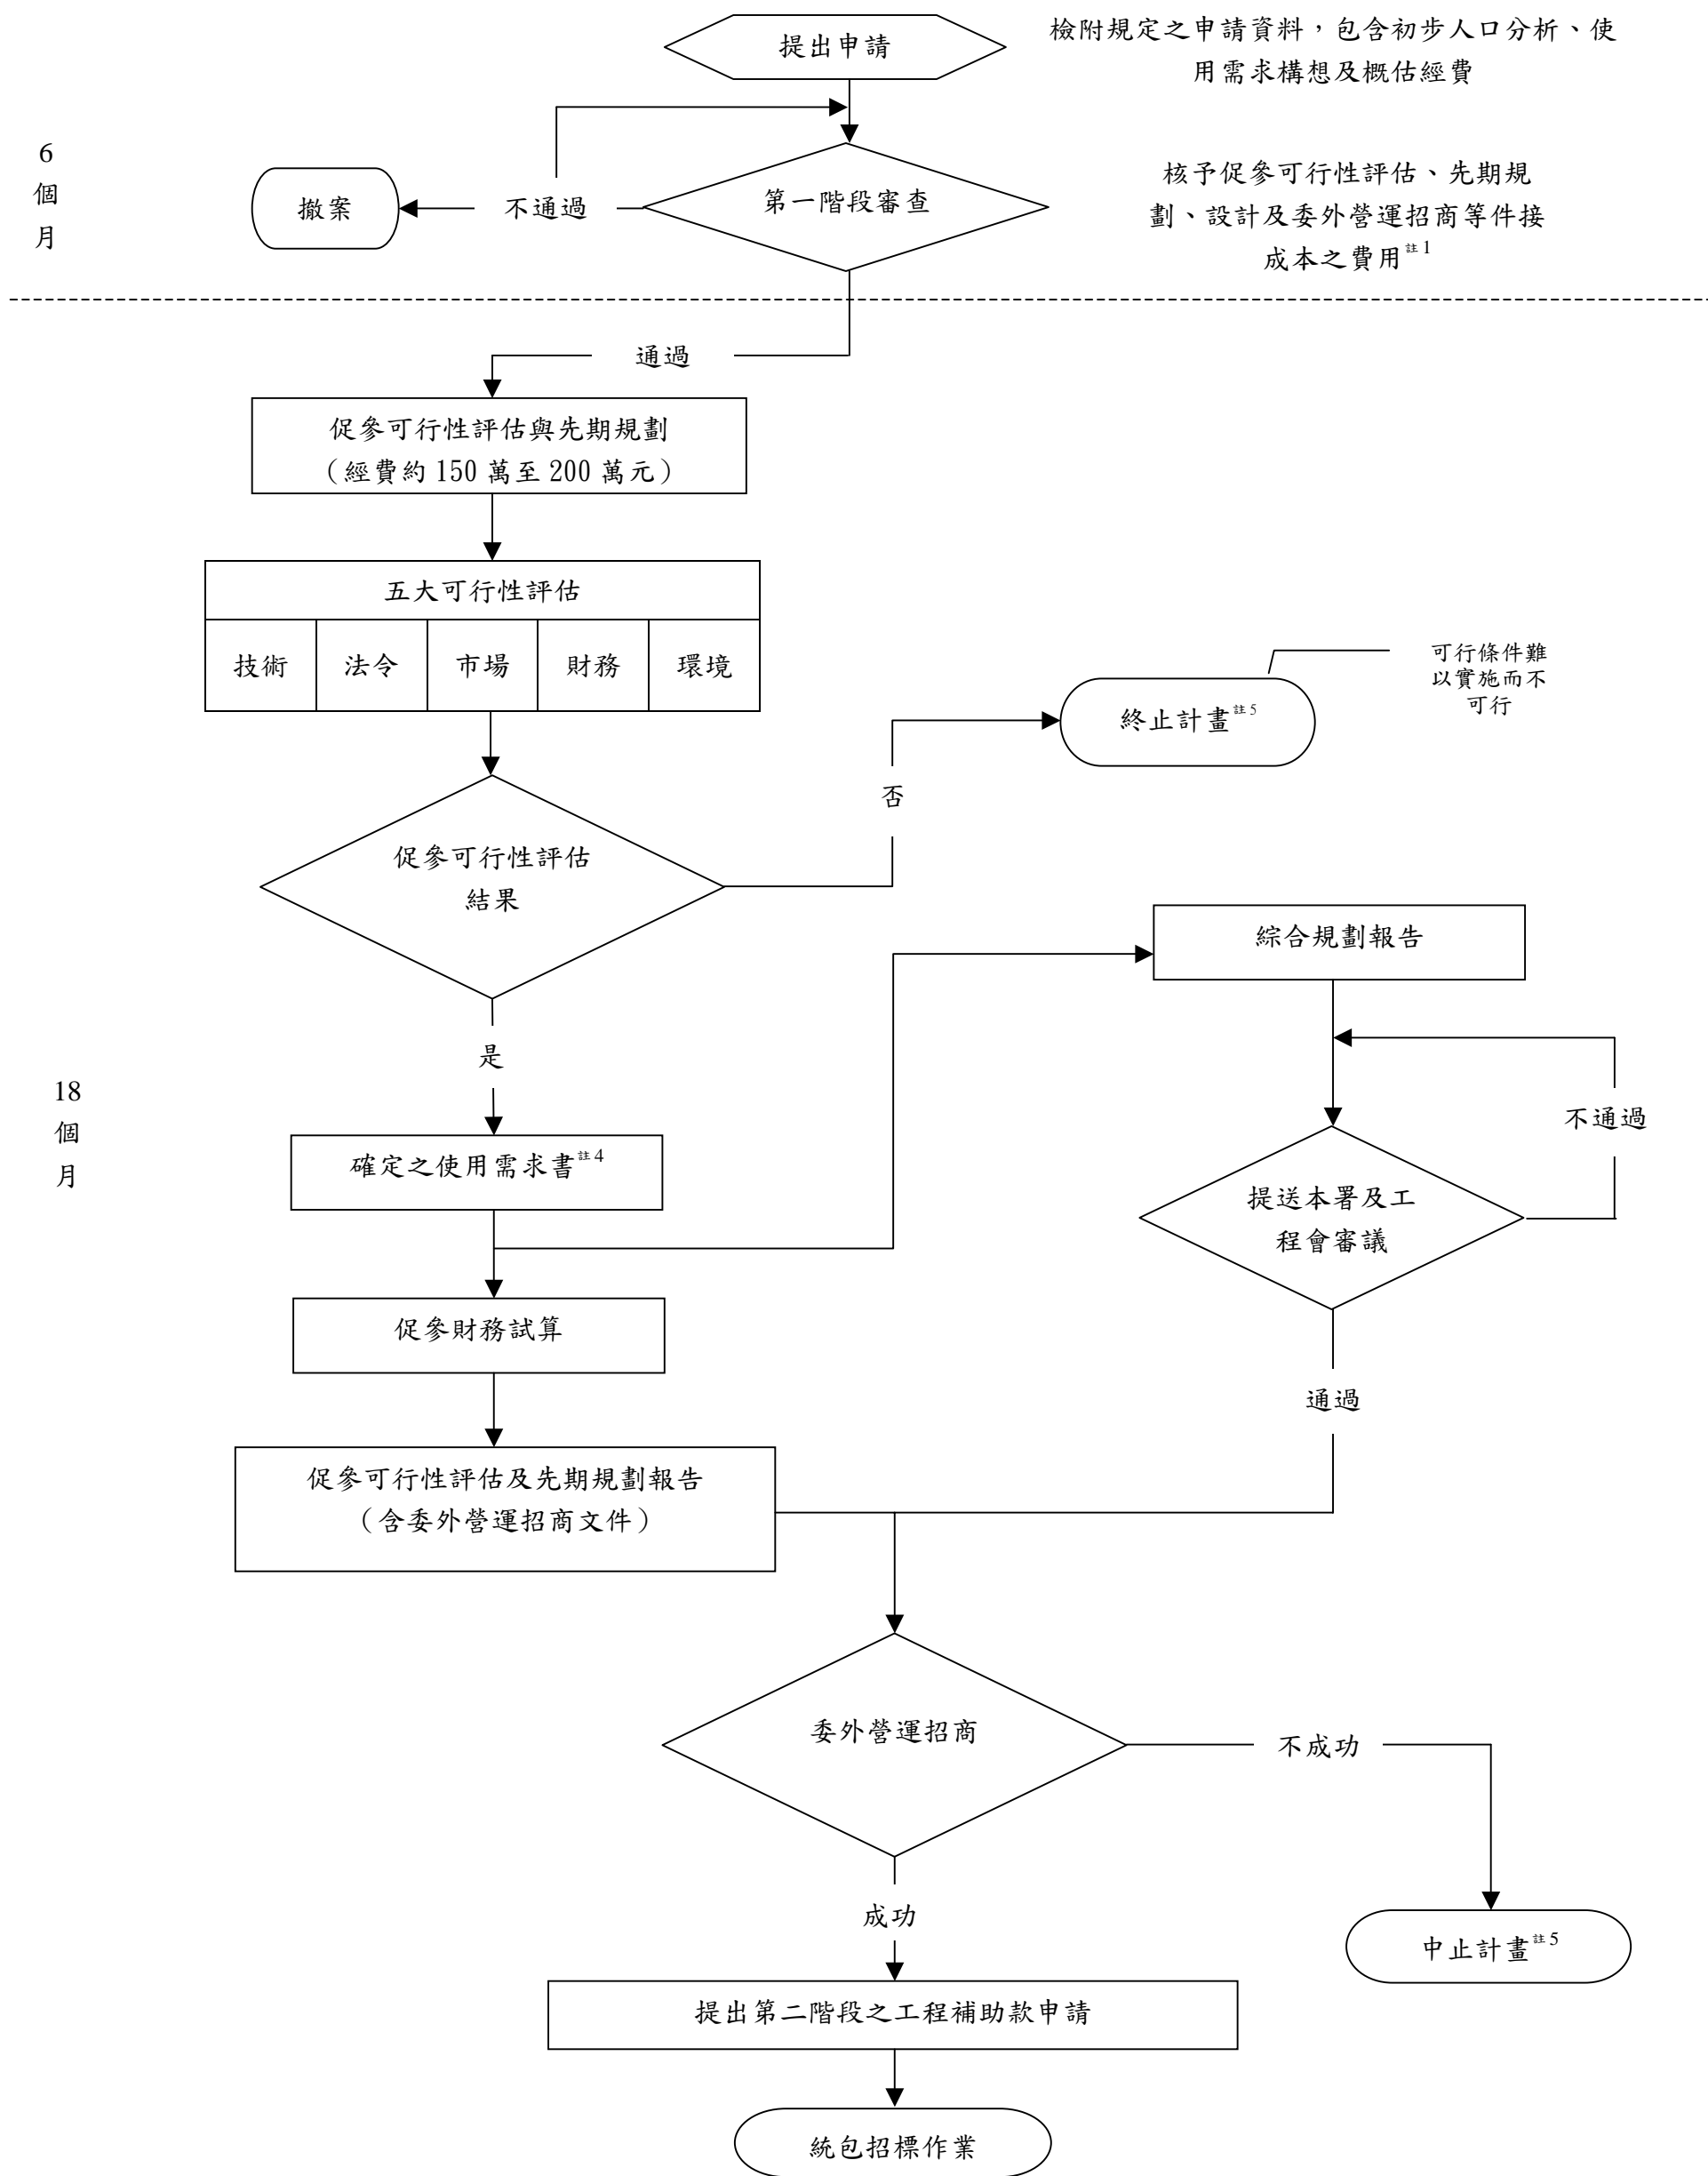 提出申請
檢附規定之申請資料，包含初步人口分析、使
用需求構想及概估經費
6
個
月
撤案
不通過
第一階段審查
核予促參可行性評估、先期規
劃、設計及委外營運招商等件接
成本之費用註1
通過
促參可行性評估與先期規劃
（經費約 150 萬至 200 萬元）
五大可行性評估
技術 法令 市場 財務 環境
可行條件難
以實施而不
可行
終止計畫註5
否
促參可行性評估
結果
綜合規劃報告
是
18
個
月
不通過
確定之使用需求書註4
提送本署及工
程會審議
促參財務試算
通過
促參可行性評估及先期規劃報告
（含委外營運招商文件）
委外營運招商
不成功
成功
中止計畫註5
提出第二階段之工程補助款申請
統包招標作業